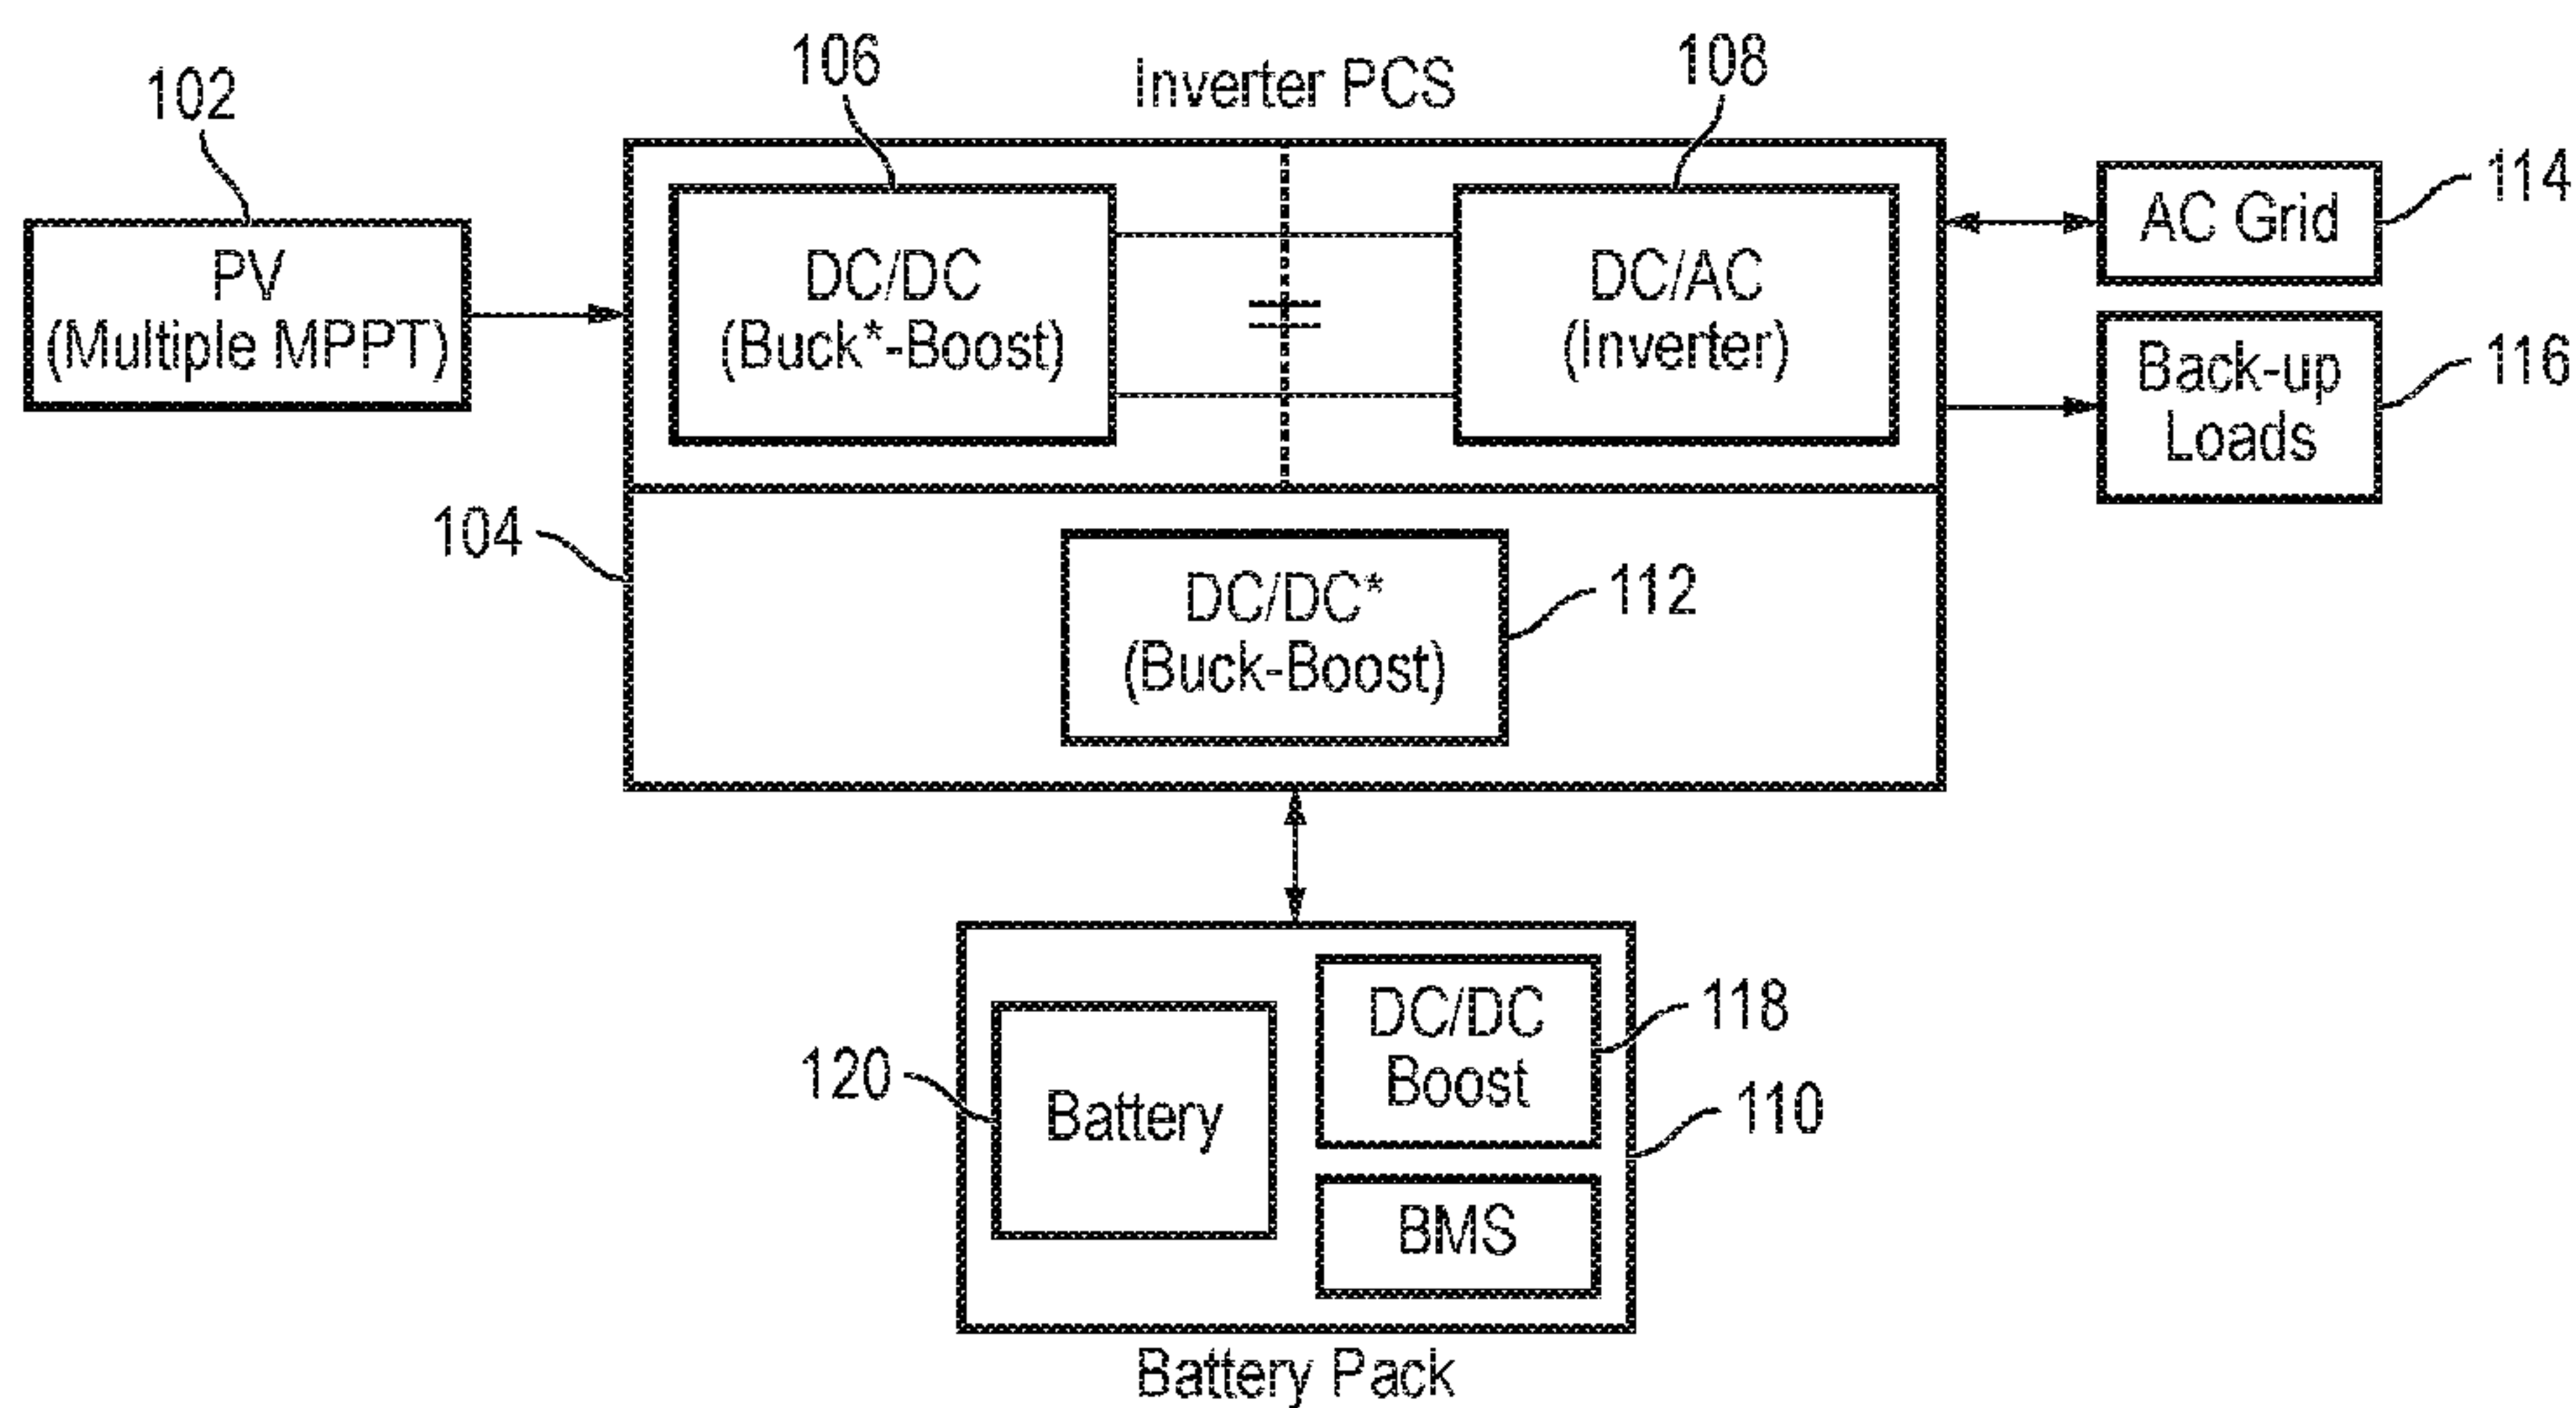 102
106
Inverter PCS
108
PV
(Multiple MPPT)
DC/DC
(Buck*-Boost)
DC/AC
(Inverter)
AC Grid
114
Back-up
Loads
116
104
DC/DC*
(Buck-Boost)
112
120
Battery
DC/DC
Boost
118
110
BMS
Battery Pack